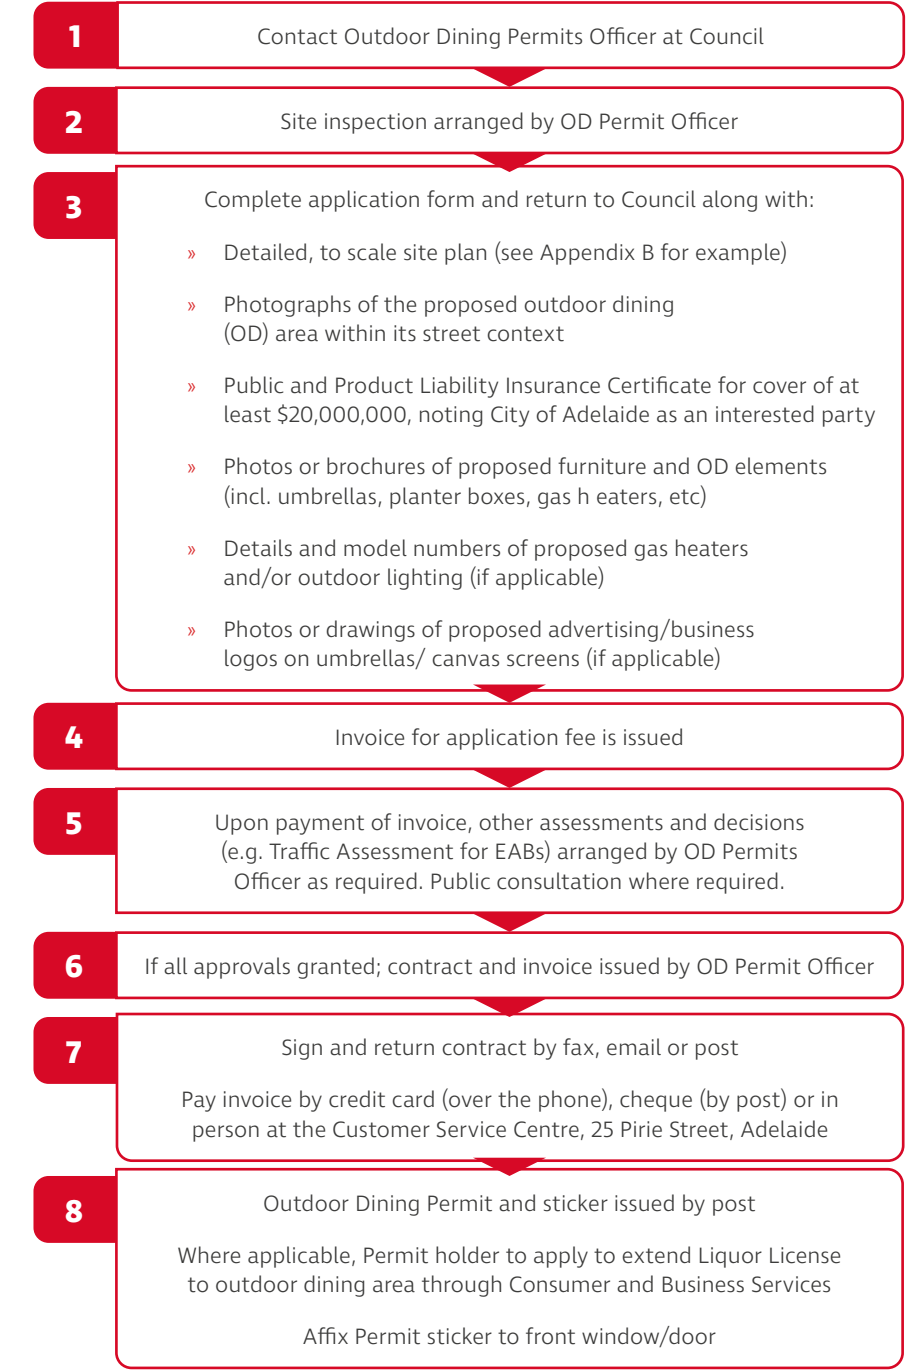 1
Contact Outdoor Dining Permits Officer at Council
2
Site inspection arranged by OD Permit Officer
3
Complete application form and return to Council along with:
» Detailed, to scale site plan (see Appendix B for example)
» Photographs of the proposed outdoor dining
(OD) area within its street context
» Public and Product Liability Insurance Certificate for cover of at
least $20,000,000, noting City of Adelaide as an interested party
» Photos or brochures of proposed furniture and OD elements
(incl. umbrellas, planter boxes, gas h eaters, etc)
» Details and model numbers of proposed gas heaters
and/or outdoor lighting (if applicable)
» Photos or drawings of proposed advertising/business
logos on umbrellas/ canvas screens (if applicable)
4
Invoice for application fee is issued
5
Upon payment of invoice, other assessments and decisions
(e.g. Traffic Assessment for EABs) arranged by OD Permits
Officer as required. Public consultation where required.
6
If all approvals granted; contract and invoice issued by OD Permit Officer
7
Sign and return contract by fax, email or post
Pay invoice by credit card (over the phone), cheque (by post) or in
person at the Customer Service Centre, 25 Pirie Street, Adelaide
8
Outdoor Dining Permit and sticker issued by post
Where applicable, Permit holder to apply to extend Liquor License
to outdoor dining area through Consumer and Business Services
Affix Permit sticker to front window/door